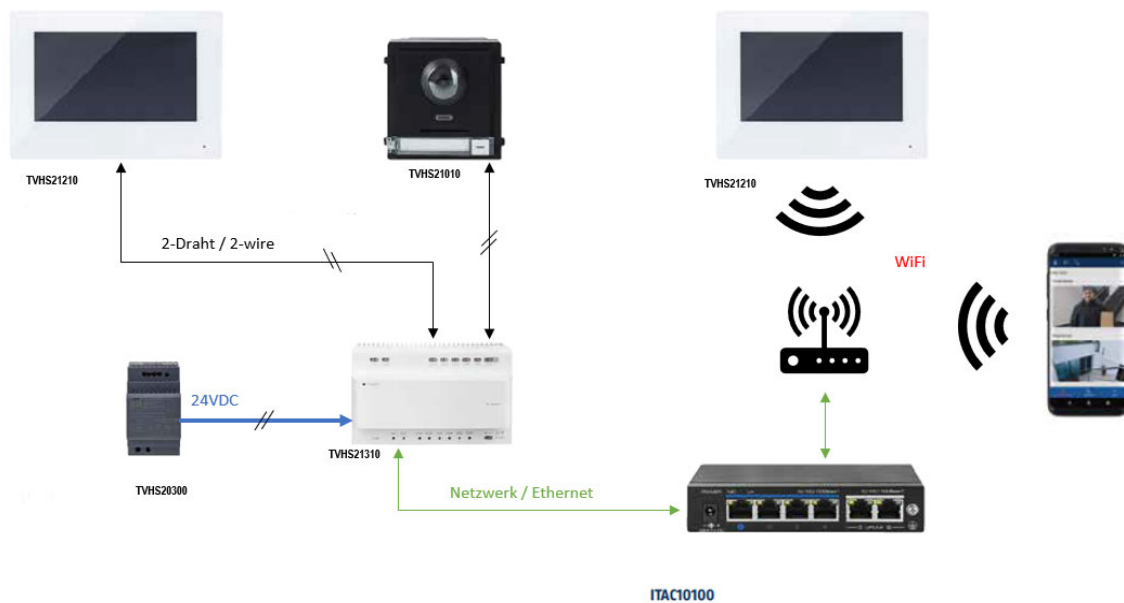 TVHS21210
TVHS21010
TVHS21210
2-Draht / 2-wire
WiFi
24VDC
TVHS21310
TVHS20300
Netzwerk / Ethernet
ITAC10100